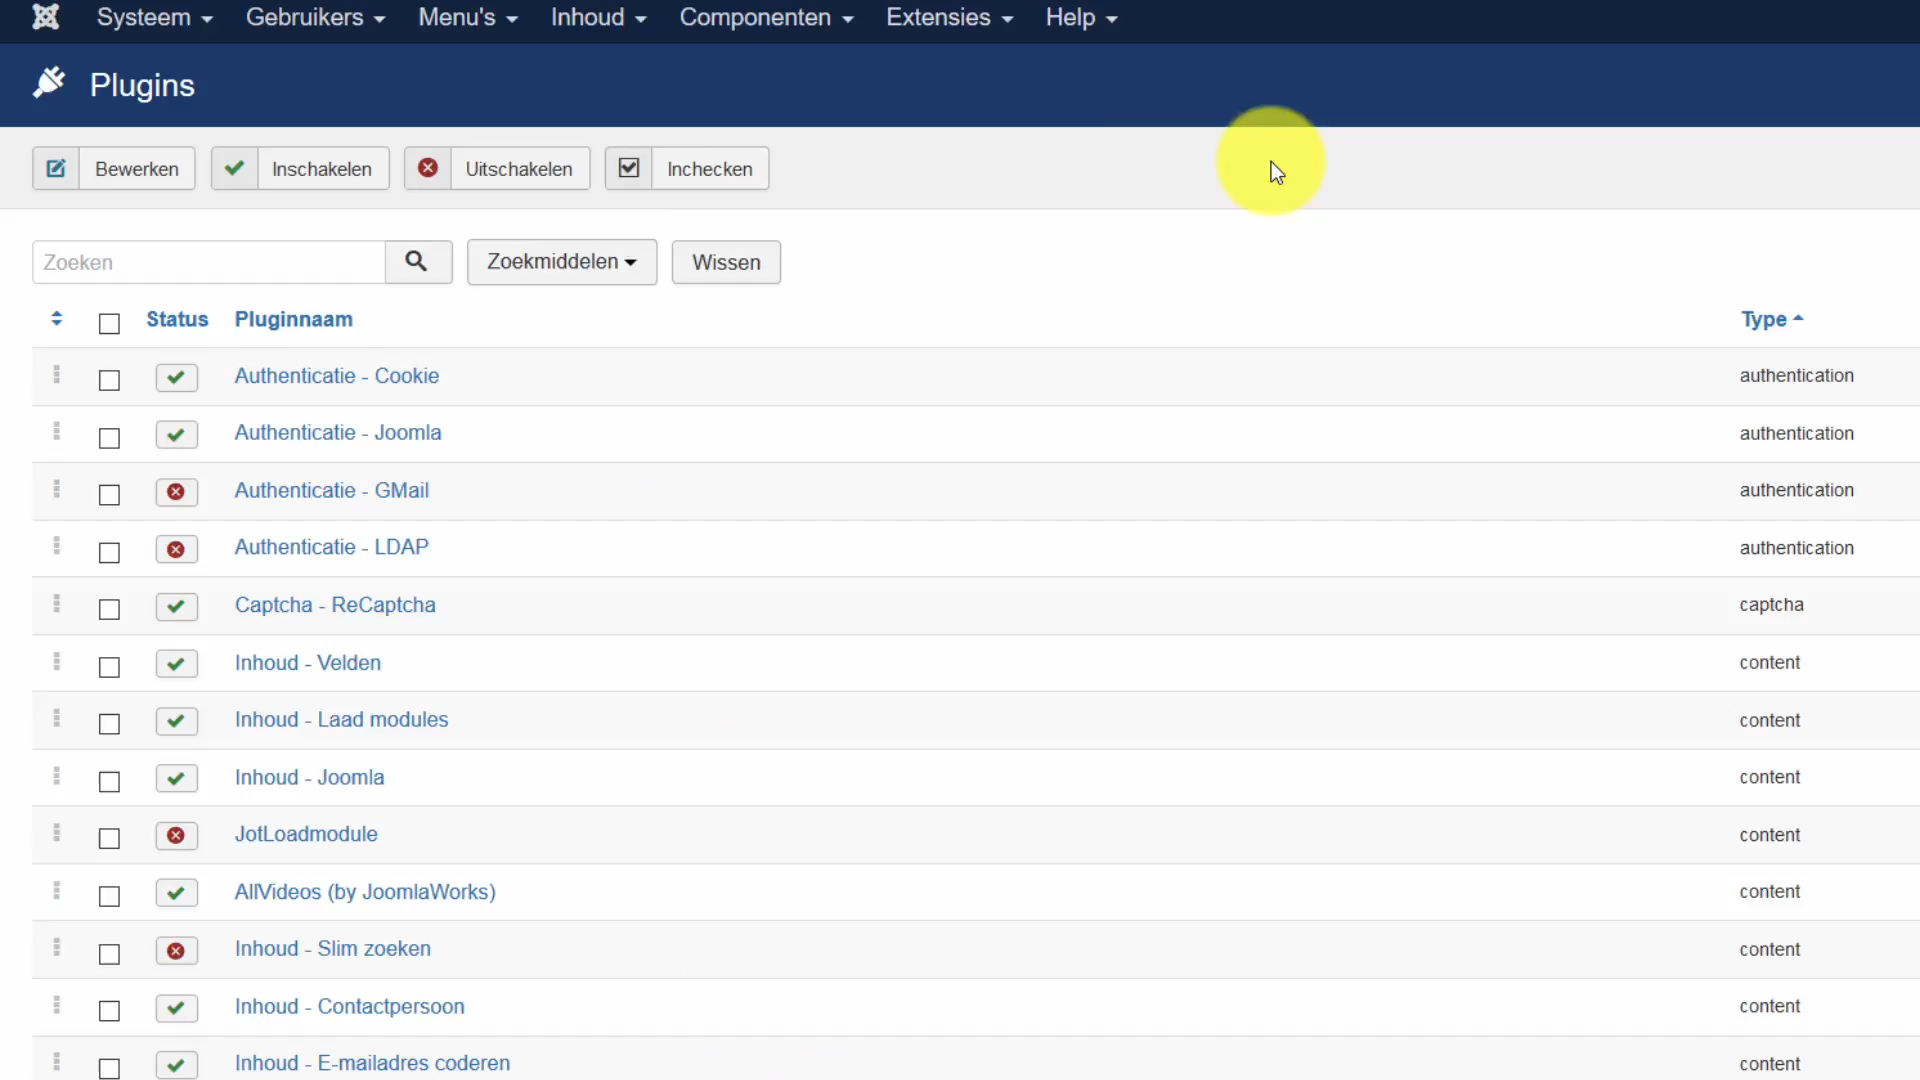 Systeem Gebruikers Menu's Inhoud Componenten Extensies Help
Plugins
Bewerken Inschakelen Uitschakelen Inchecken
Zoeken Zoekmiddelen Wissen
Status Pluginnaam Type
Authenticatie - Cookie authentication
Authenticatie - Joomla authentication
Authenticatie - GMail authentication
Authenticatie - LDAP authentication
Captcha - ReCaptcha captcha
Inhoud - Velden content
Inhoud - Laad modules content
Inhoud - Joomla content
JotLoadmodule content
AllVideos (by JoomlaWorks) content
Inhoud - Slim zoeken content
Inhoud - Contactpersoon content
Inhoud - E-mailadres coderen content